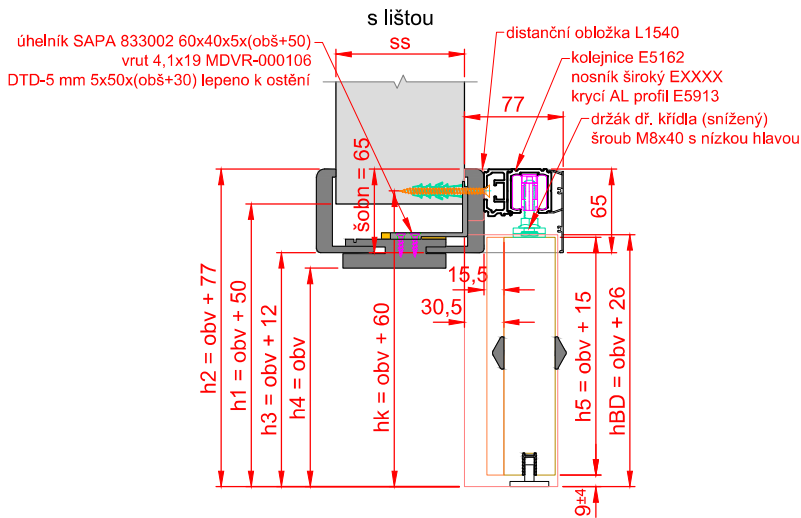 s lištou
úhelník SAPA 833002 60x40x5x(obš+50)
vrut 4,1x19 MDVR-000106
DTD-5 mm 5x50x(obš+30) lepeno k ostění
ss
distanční obložka L1540
kolejnice E5162
nosník široký EXXXX
krycí AL profil E5913
77
držák dř. křídla (snížený)
šroub M8x40 s nízkou hlavou
šobn = 65
65
15,5
30,5
h2 = obv + 77
h1 = obv + 50
h3 = obv + 12
h4 = obv
hk = obv + 60
h5 = obv + 15
hBD = obv + 26
9±4